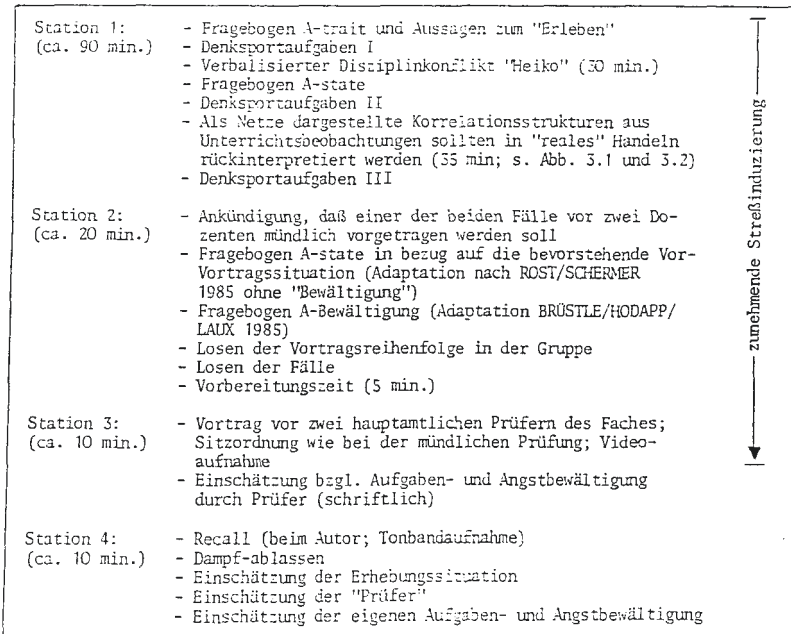 Station 1: - Fragebogen A-trait und Aussagen zum "Erleben"
(ca. 90 min.) - Denksportaufgaben I
- Verbalisierter Disziplinkonflikt "Heiko" (30 min.)
- Fragebogen A-state
- Denksportaufgaben II
- Als Netze dargestellte Korrelationsstrukturen aus
Unterrichtsbeobachtungen sollten in "reales" Handeln
rückinterpretiert werden (35 min; s. Abb. 3.1 und 3.2)
- Denksportaufgaben III
Station 2: - Ankündigung, daß einer der beiden Fälle vor zwei Do-
(ca. 20 min.) zenten mündlich vorgetragen werden soll
- Fragebogen A-state in bezug auf die bevorstehende Vor-
Vortragssituation (Adaptation nach ROST/SCHERMER
1985 ohne "Bewältigung")
- Fragebogen A-Bewältigung (Adaptation BRÜSTLE/HODAPP/
LAUX 1985)
- Losen der Vortragsreihenfolge in der Gruppe
- Losen der Fälle
- Vorbereitungszeit (5 min.)
Station 3: - Vortrag vor zwei hauptamtlichen Prüfern des Faches;
(ca. 10 min.) Sitzordnung wie bei der mündlichen Prüfung; Video-
aufnahme
- Einschätzung bzgl. Aufgaben- und Angstbewältigung
durch Prüfer (schriftlich)
Station 4: - Recall (beim Autor; Tonbandaufnahme)
(ca. 10 min.) - Dampf-ablassen
- Einschätzung der Erhebungssituation
- Einschätzung der "Prüfer"
- Einschätzung der eigenen Aufgaben- und Angstbewältigung
zunehmende Streßinduzierung